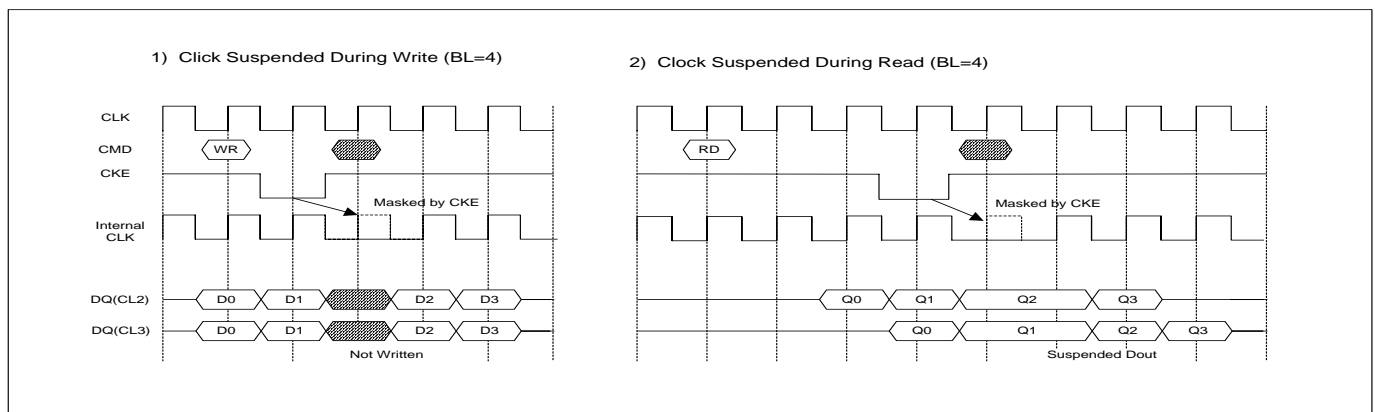 1) Click Suspended During Write (BL=4)
2) Clock Suspended During Read (BL=4)
CLK
CMD WR RD
CKE
Masked by CKE Masked by CKE
Internal
CLK
DQ(CL2) D0 D1 D2 D3 Q0 Q1 Q2 Q3
DQ(CL3) D0 D1 D2 D3 Q0 Q1 Q2 Q3
Not Written Suspended Dout